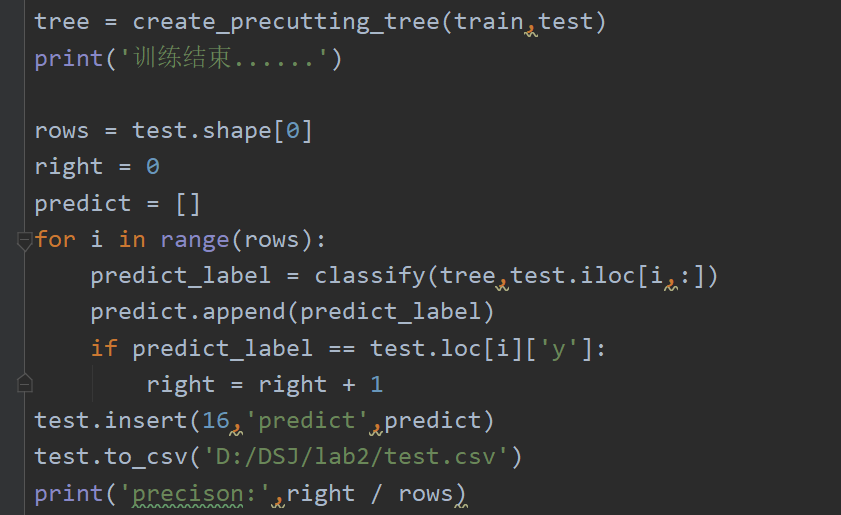 tree = create_precutting_tree(train,test)
print('训练结束......')
rows = test.shape[0]
right = 0
predict = []
for i in range(rows):
    predict_label = classify(tree,test.iloc[i,:])
    predict.append(predict_label)
    if predict_label == test.loc[i]['y']:
        right = right + 1
test.insert(16,'predict',predict)
test.to_csv('D:/DSJ/lab2/test.csv')
print('precison:',right / rows)